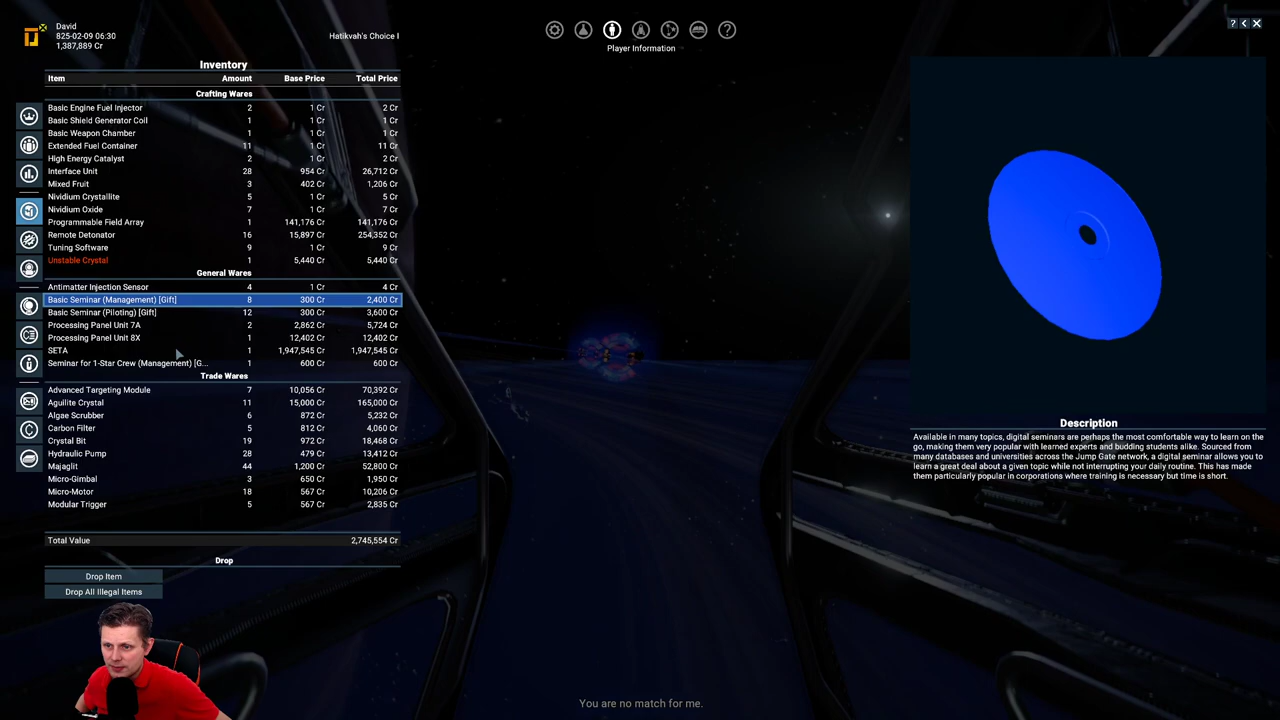 David
825-02-09 06:30
1,387,889 Cr
Hatikvah's Choice I
Player Information
? < X
Inventory
Item Amount Base Price Total Price
Crafting Wares
Basic Engine Fuel Injector 2 1 Cr 2 Cr
Basic Shield Generator Coil 1 1 Cr 1 Cr
Basic Weapon Chamber 1 1 Cr 1 Cr
Extended Fuel Container 11 1 Cr 11 Cr
High Energy Catalyst 2 1 Cr 2 Cr
Interface Unit 28 954 Cr 26,712 Cr
Mixed Fruit 3 402 Cr 1,206 Cr
Nividium Crystallite 5 1 Cr 5 Cr
Nividium Oxide 7 1 Cr 7 Cr
Programmable Field Array 1 141,176 Cr 141,176 Cr
Remote Detonator 16 15,897 Cr 254,352 Cr
Tuning Software 9 1 Cr 9 Cr
Unstable Crystal 1 5,440 Cr 5,440 Cr
General Wares
Antimatter Injection Sensor 4 1 Cr 4 Cr
Basic Seminar (Management) [Gift] 8 300 Cr 2,400 Cr
Basic Seminar (Piloting) [Gift] 12 300 Cr 3,600 Cr
Processing Panel Unit 7A 2 2,862 Cr 5,724 Cr
Processing Panel Unit 8X 1 12,402 Cr 12,402 Cr
SETA 1 1,947,545 Cr 1,947,545 Cr
Seminar for 1-Star Crew (Management) [G... 1 600 Cr 600 Cr
Trade Wares
Advanced Targeting Module 7 10,056 Cr 70,392 Cr
Aguilite Crystal 11 15,000 Cr 165,000 Cr
Algae Scrubber 6 872 Cr 5,232 Cr
Carbon Filter 5 812 Cr 4,060 Cr
Crystal Bit 19 972 Cr 18,468 Cr
Hydraulic Pump 28 479 Cr 13,412 Cr
Majaglit 44 1,200 Cr 52,800 Cr
Micro-Gimbal 3 650 Cr 1,950 Cr
Micro-Motor 18 567 Cr 10,206 Cr
Modular Trigger 5 567 Cr 2,835 Cr
Total Value 2,745,554 Cr
Drop
Drop Item
Drop All Illegal Items
Description
Available in many topics, digital seminars are perhaps the most comfortable way to learn on the
go, making them very popular with learned experts and budding students alike. Sourced from
many databases and universities across the Jump Gate network, a digital seminar allows you to
learn a great deal about a given topic while not interrupting your daily routine. This has made
them particularly popular in corporations where training is necessary but time is short.
You are no match for me.